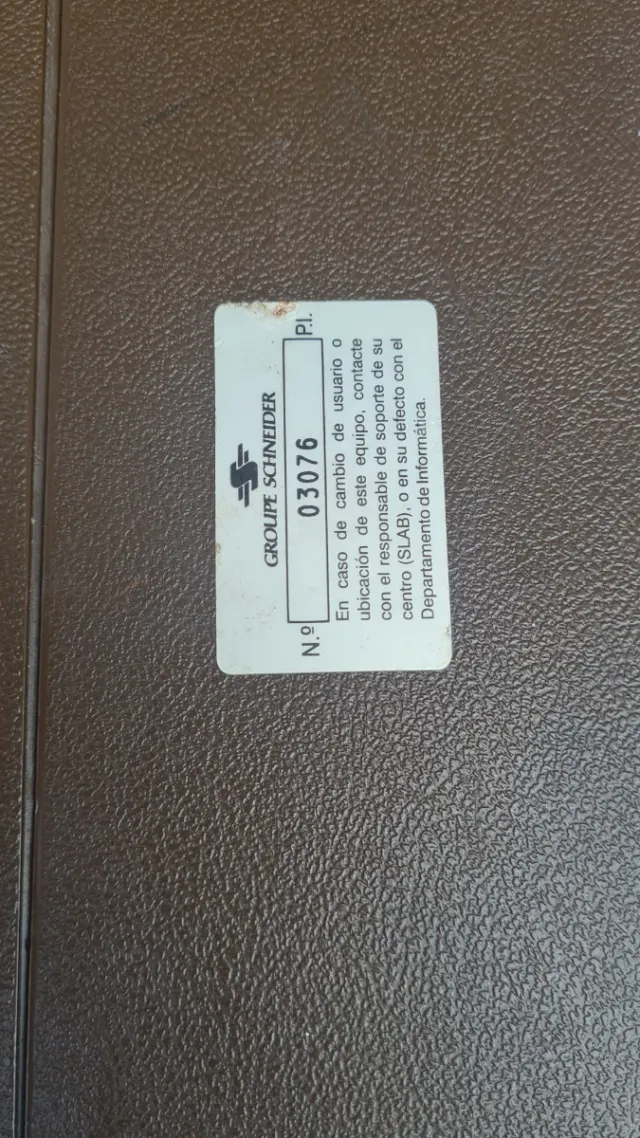 GROUPE SCHNEIDER
N.º 03076 P.I.
En caso de cambio de usuario o
ubicación de este equipo, contacte
con el responsable de soporte de su
centro (SLAB), o en su defecto con el
Departamento de Informática.